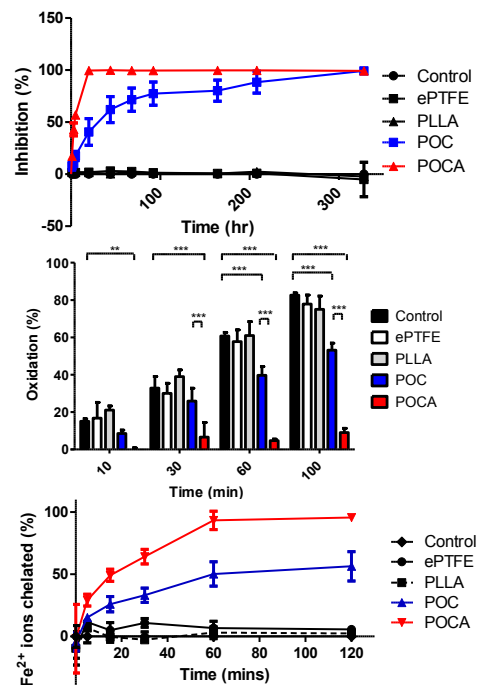 100
50
0
-50
Inhibition (%)
100
200
300
Time (hr)
Control
ePTFE
PLLA
POC
POCA
** *** *** ***
*** ***
*** *** ***
80
60
40
20
0
Oxidation (%)
10
30
60
100
Time (min)
Control
ePTFE
PLLA
POC
POCA
100
50
0
Fe²⁺ ions chelated (%)
20
40
60
80
100
120
Time (mins)
Control
ePTFE
PLLA
POC
POCA